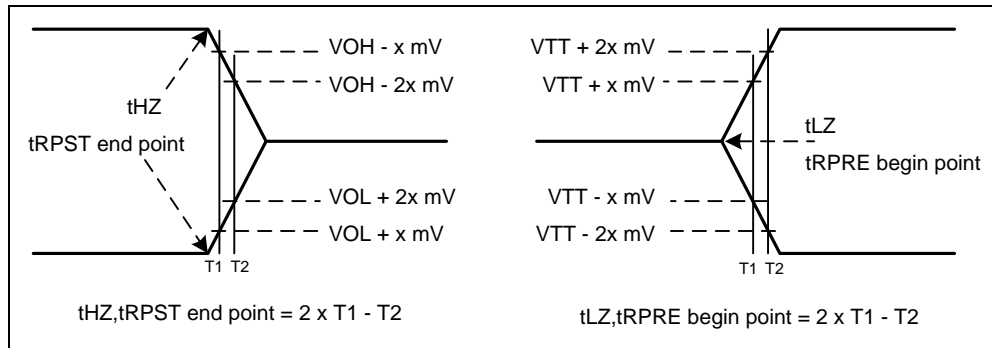 VOH - x mV
VOH - 2x mV
tHZ
tRPST end point
VOL + 2x mV
VOL + x mV
T1 T2
tHZ,tRPST end point = 2 x T1 - T2
VTT + 2x mV
VTT + x mV
tLZ
tRPRE begin point
VTT - x mV
VTT - 2x mV
T1 T2
tLZ,tRPRE begin point = 2 x T1 - T2